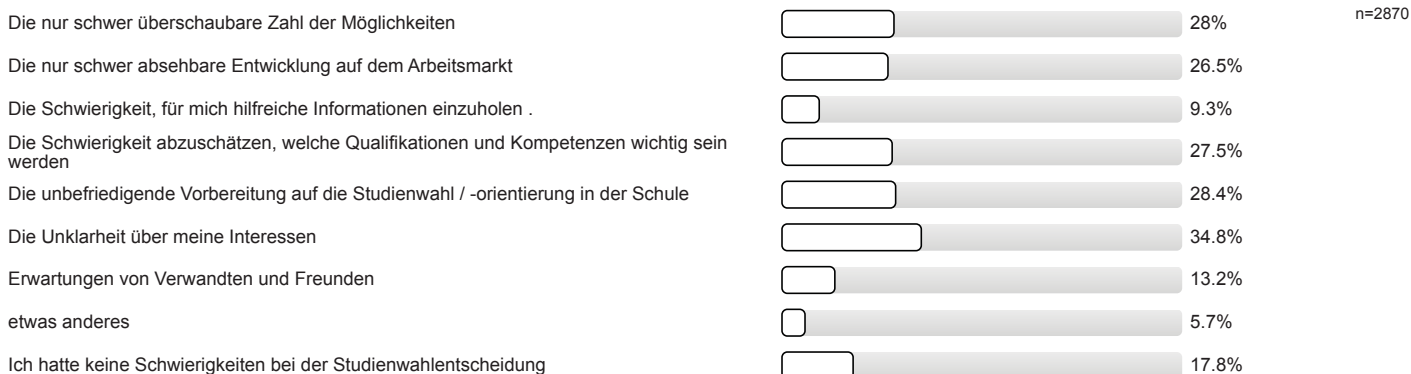 Die nur schwer überschaubare Zahl der Möglichkeiten 28% n=2870
Die nur schwer absehbare Entwicklung auf dem Arbeitsmarkt 26.5%
Die Schwierigkeit, für mich hilfreiche Informationen einzuholen . 9.3%
Die Schwierigkeit abzuschätzen, welche Qualifikationen und Kompetenzen wichtig sein
werden 27.5%
Die unbefriedigende Vorbereitung auf die Studienwahl / -orientierung in der Schule 28.4%
Die Unklarheit über meine Interessen 34.8%
Erwartungen von Verwandten und Freunden 13.2%
etwas anderes 5.7%
Ich hatte keine Schwierigkeiten bei der Studienwahlentscheidung 17.8%